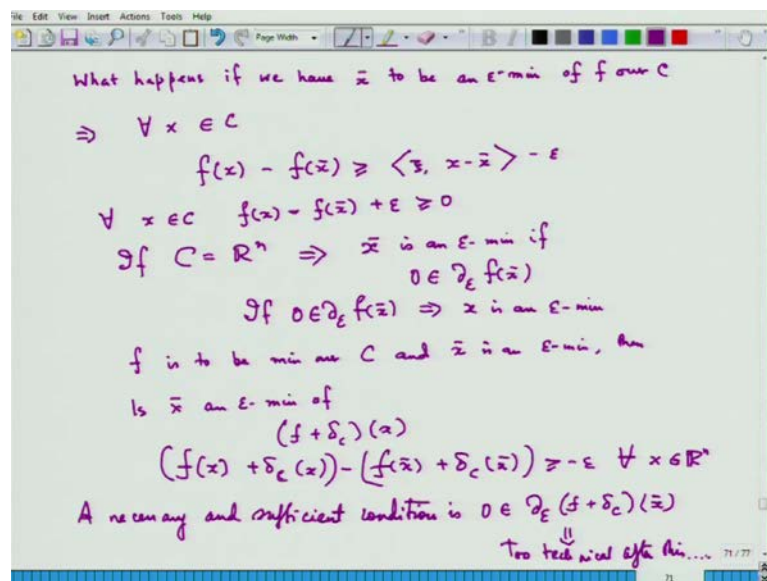 File Edit View Insert Actions Tools Help
Page Width
B I
What happens if we have x̄ to be an ε-min of f over C
⇒ ∀ x ∈ C
f(x) - f(x̄) ≥ ⟨ξ, x-x̄⟩ - ε
∀ x ∈ C f(x) - f(x̄) + ε ≥ 0
If C = ℝⁿ ⇒ x̄ is an ε-min if
0 ∈ ∂_ε f(x̄)
If 0 ∈ ∂_ε f(x̄) ⇒ x is an ε-min
f is to be min over C and x̄ is an ε-min, then
Is x̄ an ε-min of
(f + δ_c)(x)
(f(x) + δ_c(x)) - (f(x̄) + δ_c(x̄)) ≥ -ε ∀ x ∈ ℝⁿ
A necessary and sufficient condition is 0 ∈ ∂_ε (f + δ_c)(x̄)
⇓
Too technical after this....
71/77
71